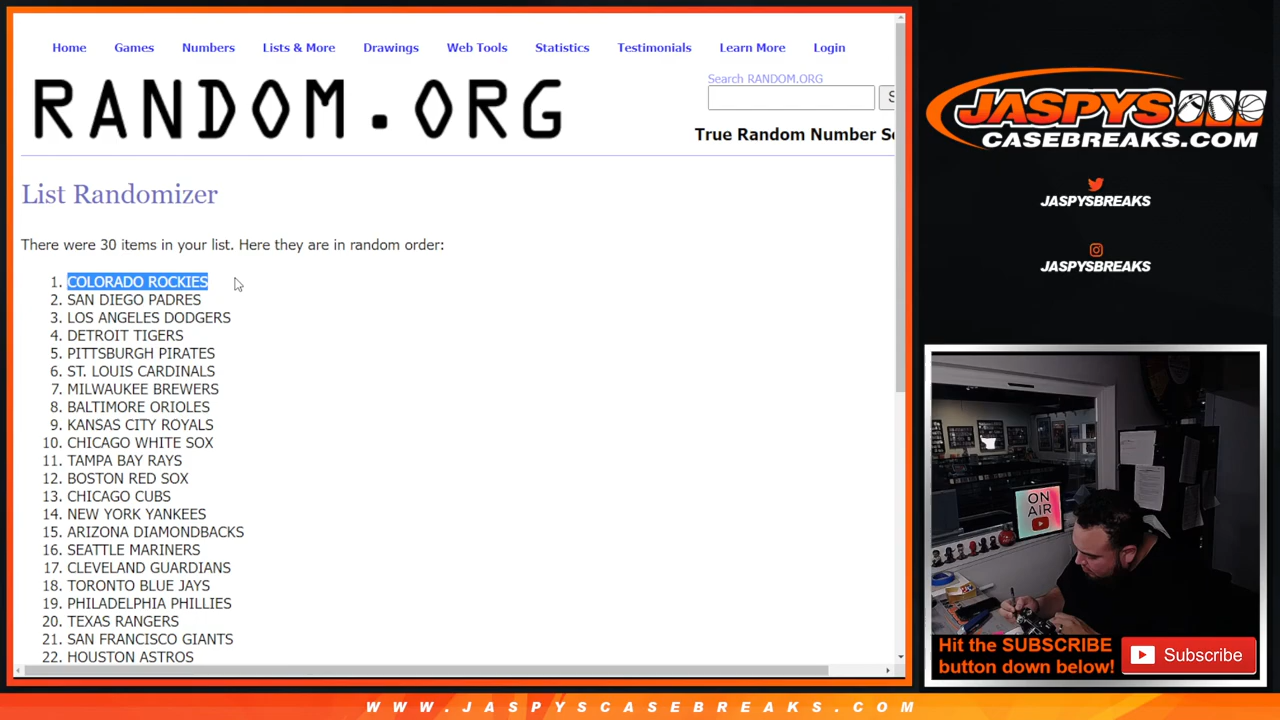 Home Games Numbers Lists & More Drawings Web Tools Statistics Testimonials Learn More Login
RANDOM.ORG
Search RANDOM.ORG
S
True Random Number Se
List Randomizer
There were 30 items in your list. Here they are in random order:
1. COLORADO ROCKIES
2. SAN DIEGO PADRES
3. LOS ANGELES DODGERS
4. DETROIT TIGERS
5. PITTSBURGH PIRATES
6. ST. LOUIS CARDINALS
7. MILWAUKEE BREWERS
8. BALTIMORE ORIOLES
9. KANSAS CITY ROYALS
10. CHICAGO WHITE SOX
11. TAMPA BAY RAYS
12. BOSTON RED SOX
13. CHICAGO CUBS
14. NEW YORK YANKEES
15. ARIZONA DIAMONDBACKS
16. SEATTLE MARINERS
17. CLEVELAND GUARDIANS
18. TORONTO BLUE JAYS
19. PHILADELPHIA PHILLIES
20. TEXAS RANGERS
21. SAN FRANCISCO GIANTS
22. HOUSTON ASTROS
JASPYS
CASEBREAKS.COM
JASPYSBREAKS
JASPYSBREAKS
ON
AIR
Hit the SUBSCRIBE
button down below!
Subscribe
WWW.JASPYSCASEBREAKS.COM